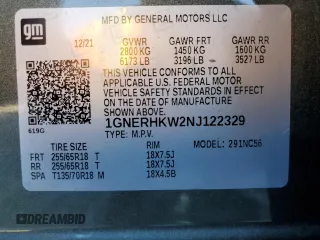 gm
MFD BY GENERAL MOTORS LLC
12/21 GVWR GAWR FRT GAWR RR
2800 KG 1450 KG 1600 KG
6173 LB 3196 LB 3527 LB
THIS VEHICLE CONFORMS TO ALL
APPLICABLE U.S. FEDERAL MOTOR
VEHICLE SAFETY STANDARDS IN EFFECT
ON THE DATE OF MANUFACTURE
SHOWN ABOVE.
1GNERHKW2NJ122329
619G
TYPE: M.P.V. MODEL: 291NC56
TIRE SIZE RIM
FRT 255/65R18 T 18X7.5J
RR 255/65R18 T 18X7.5J
SPA T135/70R18 M 18X4.5B
DREAMBID